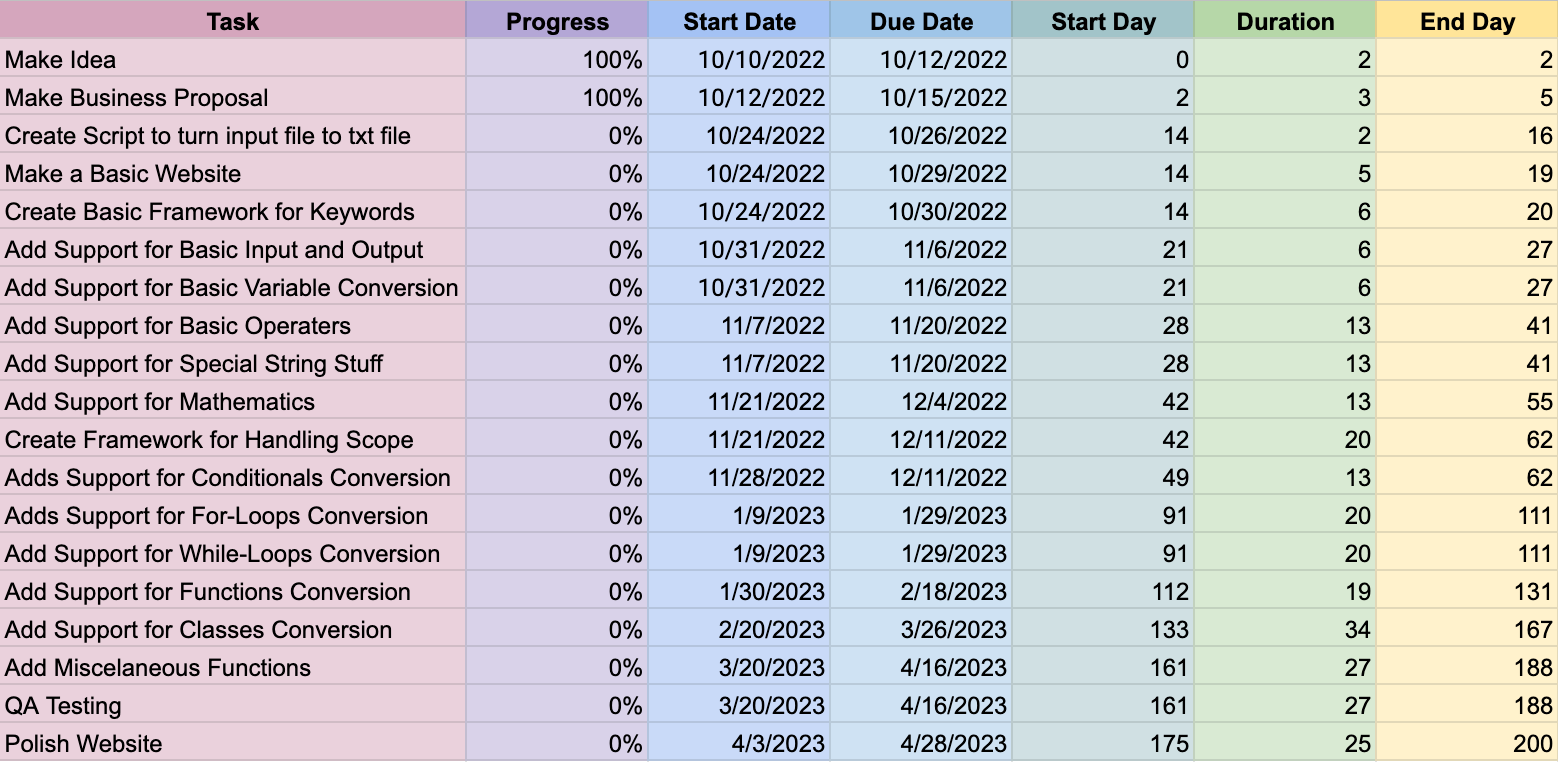 Task Progress Start Date Due Date Start Day Duration End Day
Make Idea 100% 10/10/2022 10/12/2022 0 2 2
Make Business Proposal 100% 10/12/2022 10/15/2022 2 3 5
Create Script to turn input file to txt file 0% 10/24/2022 10/26/2022 14 2 16
Make a Basic Website 0% 10/24/2022 10/29/2022 14 5 19
Create Basic Framework for Keywords 0% 10/24/2022 10/30/2022 14 6 20
Add Support for Basic Input and Output 0% 10/31/2022 11/6/2022 21 6 27
Add Support for Basic Variable Conversion 0% 10/31/2022 11/6/2022 21 6 27
Add Support for Basic Operaters 0% 11/7/2022 11/20/2022 28 13 41
Add Support for Special String Stuff 0% 11/7/2022 11/20/2022 28 13 41
Add Support for Mathematics 0% 11/21/2022 12/4/2022 42 13 55
Create Framework for Handling Scope 0% 11/21/2022 12/11/2022 42 20 62
Adds Support for Conditionals Conversion 0% 11/28/2022 12/11/2022 49 13 62
Adds Support for For-Loops Conversion 0% 1/9/2023 1/29/2023 91 20 111
Add Support for While-Loops Conversion 0% 1/9/2023 1/29/2023 91 20 111
Add Support for Functions Conversion 0% 1/30/2023 2/18/2023 112 19 131
Add Support for Classes Conversion 0% 2/20/2023 3/26/2023 133 34 167
Add Miscelaneous Functions 0% 3/20/2023 4/16/2023 161 27 188
QA Testing 0% 3/20/2023 4/16/2023 161 27 188
Polish Website 0% 4/3/2023 4/28/2023 175 25 200